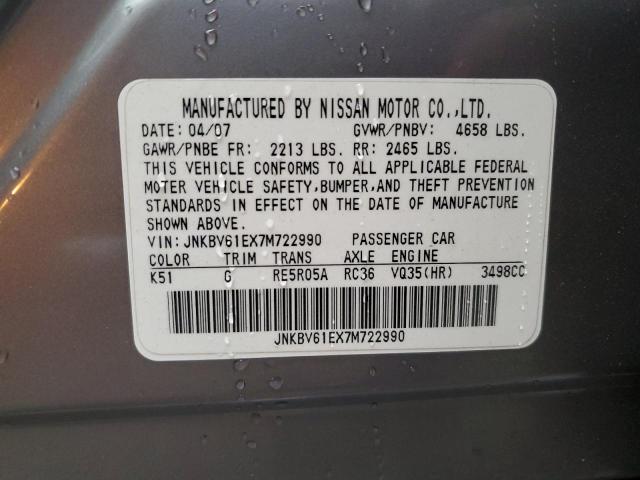 MANUFACTURED BY NISSAN MOTOR CO.,LTD.
DATE: 04/07 GVWR/PNBV: 4658 LBS.
GAWR/PNBE FR: 2213 LBS. RR: 2465 LBS.
THIS VEHICLE CONFORMS TO ALL APPLICABLE FEDERAL
MOTER VEHICLE SAFETY,BUMPER,AND THEFT PREVENTION
STANDARDS IN EFFECT ON THE DATE OF MANUFACTURE
SHOWN ABOVE.
VIN: JNKBV61EX7M722990 PASSENGER CAR
COLOR TRIM TRANS AXLE ENGINE
K51 G RE5R05A RC36 VQ35(HR) 3498CC
JNKBV61EX7M722990